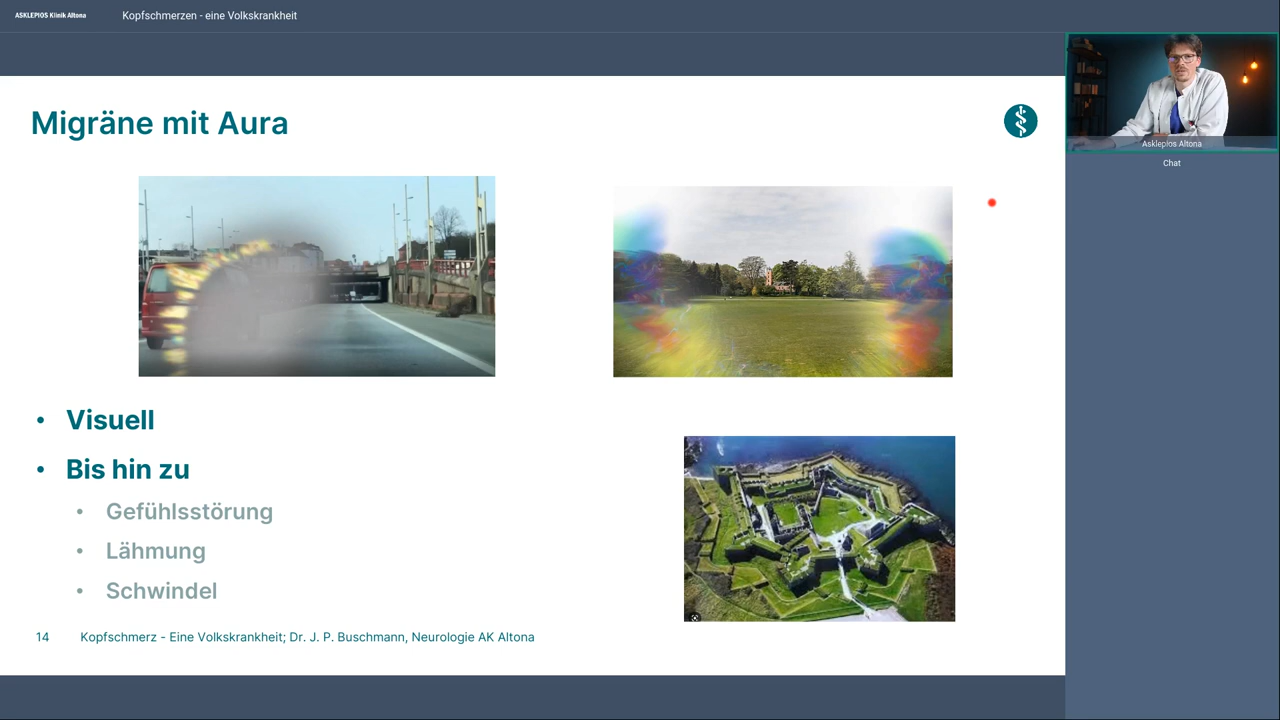 ASKLEPIOS Klinik Altona
Kopfschmerzen - eine Volkskrankheit
Migräne mit Aura
• Visuell
• Bis hin zu
• Gefühlsstörung
• Lähmung
• Schwindel
14 Kopfschmerz - Eine Volkskrankheit; Dr. J. P. Buschmann, Neurologie AK Altona
Asklepios Altona
Chat